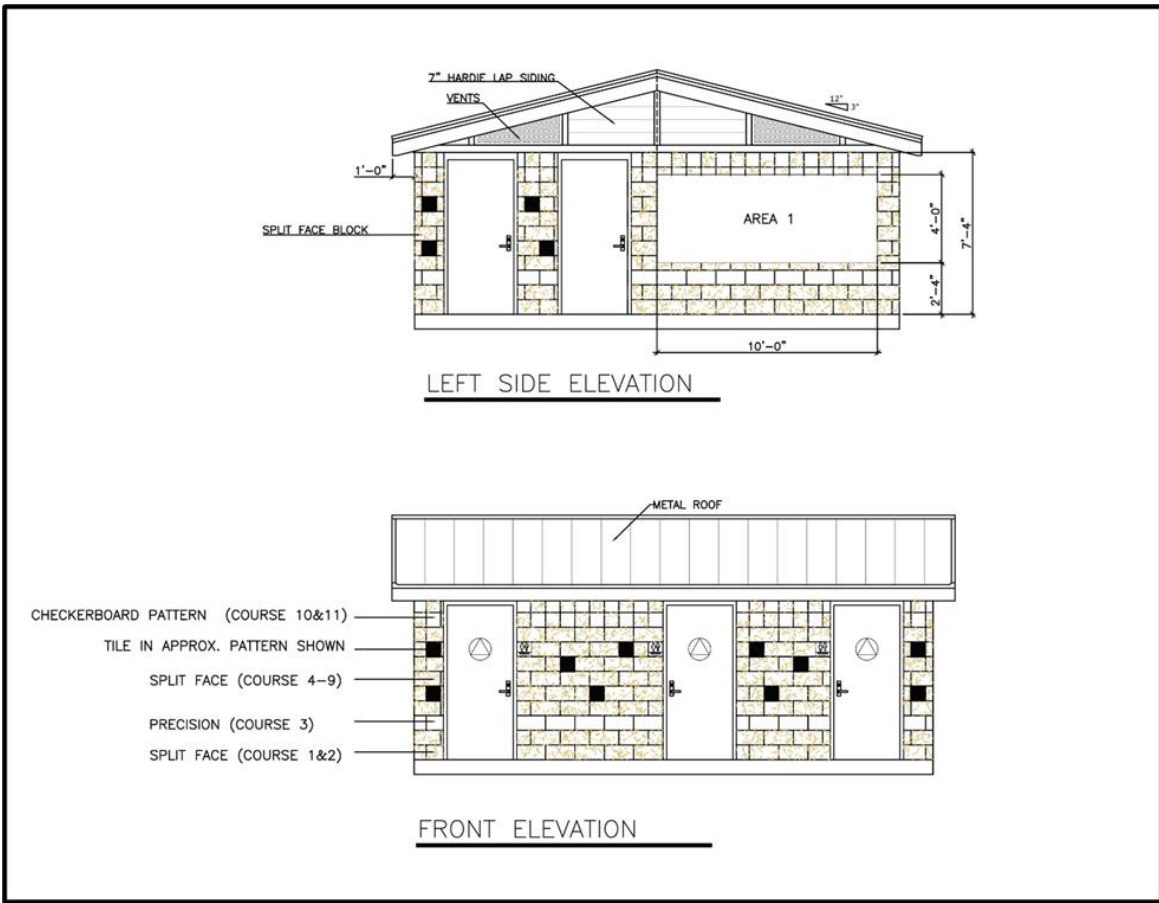 7" HARDIE LAP SIDING
VENTS
12"
3"
1'-0"
SPLIT FACE BLOCK
AREA 1
4'-0"
7'-4"
2'-4"
10'-0"
LEFT SIDE ELEVATION
METAL ROOF
CHECKERBOARD PATTERN (COURSE 10&11)
TILE IN APPROX. PATTERN SHOWN
SPLIT FACE (COURSE 4-9)
PRECISION (COURSE 3)
SPLIT FACE (COURSE 1&2)
FRONT ELEVATION